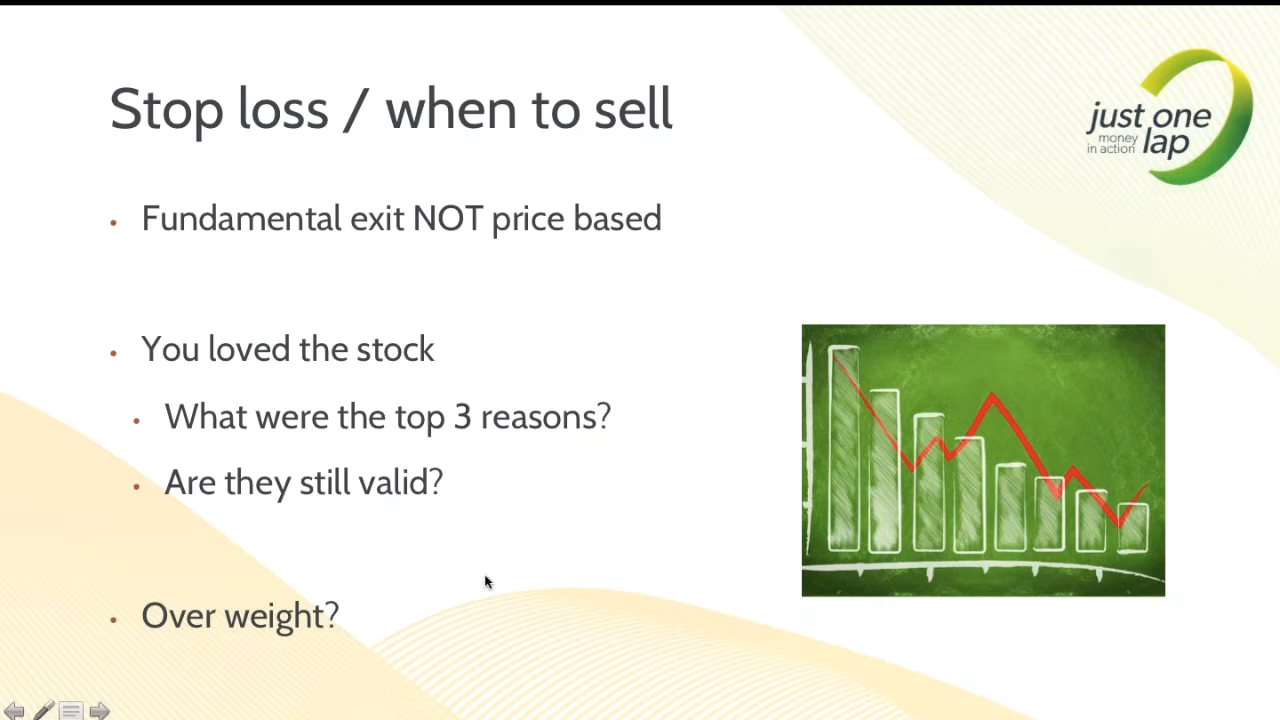 Stop loss / when to sell
just one
money
in action
lap
• Fundamental exit NOT price based
• You loved the stock
• What were the top 3 reasons?
• Are they still valid?
• Over weight?